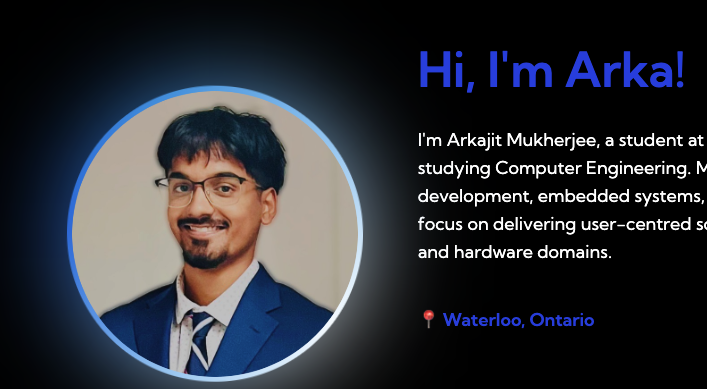 Hi, I'm Arka!
I'm Arkajit Mukherjee, a student at
studying Computer Engineering. M
development, embedded systems,
focus on delivering user-centred so
and hardware domains.
Waterloo, Ontario